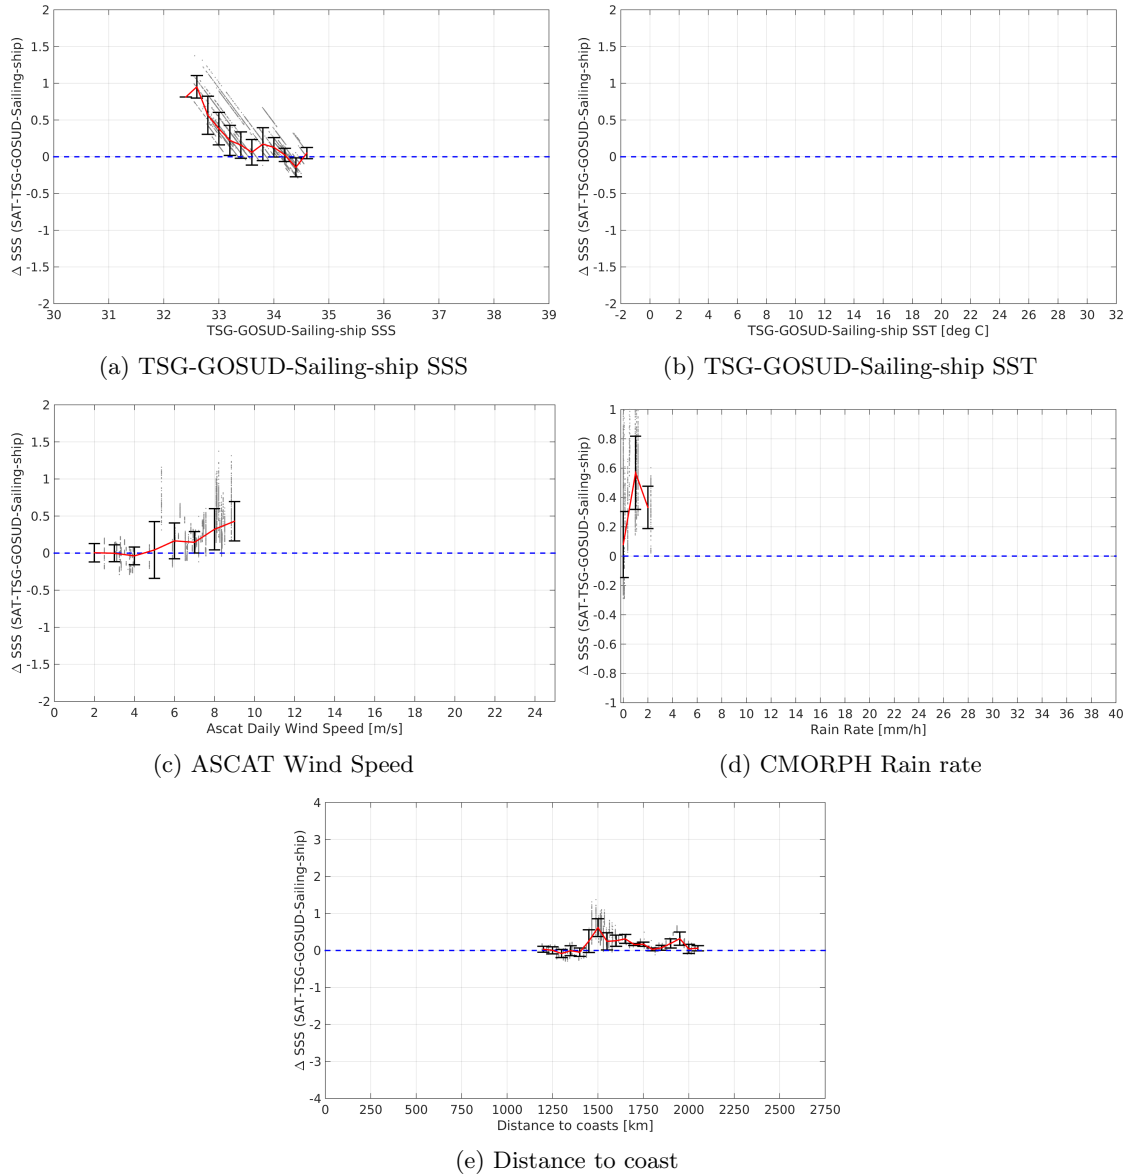 2
1.5
1
0.5
0
-0.5
-1
-1.5
-2
Δ SSS (SAT-TSG-GOSUD-Sailing-ship)
30 31 32 33 34 35 36 37 38 39
TSG-GOSUD-Sailing-ship SSS
(a) TSG-GOSUD-Sailing-ship SSS
2
1.5
1
0.5
0
-0.5
-1
-1.5
-2
Δ SSS (SAT-TSG-GOSUD-Sailing-ship)
-2 0 2 4 6 8 10 12 14 16 18 20 22 24 26 28 30 32
TSG-GOSUD-Sailing-ship SST [deg C]
(b) TSG-GOSUD-Sailing-ship SST
2
1.5
1
0.5
0
-0.5
-1
-1.5
-2
Δ SSS (SAT-TSG-GOSUD-Sailing-ship)
0 2 4 6 8 10 12 14 16 18 20 22 24
Ascat Daily Wind Speed [m/s]
(c) ASCAT Wind Speed
1
0.8
0.6
0.4
0.2
0
-0.2
-0.4
-0.6
-0.8
-1
Δ SSS (SAT-TSG-GOSUD-Sailing-ship)
0 2 4 6 8 10 12 14 16 18 20 22 24 26 28 30 32 34 36 38 40
Rain Rate [mm/h]
(d) CMORPH Rain rate
4
3
2
1
0
-1
-2
-3
-4
Δ SSS (SAT-TSG-GOSUD-Sailing-ship)
0 250 500 750 1000 1250 1500 1750 2000 2250 2500 2750
Distance to coasts [km]
(e) Distance to coast